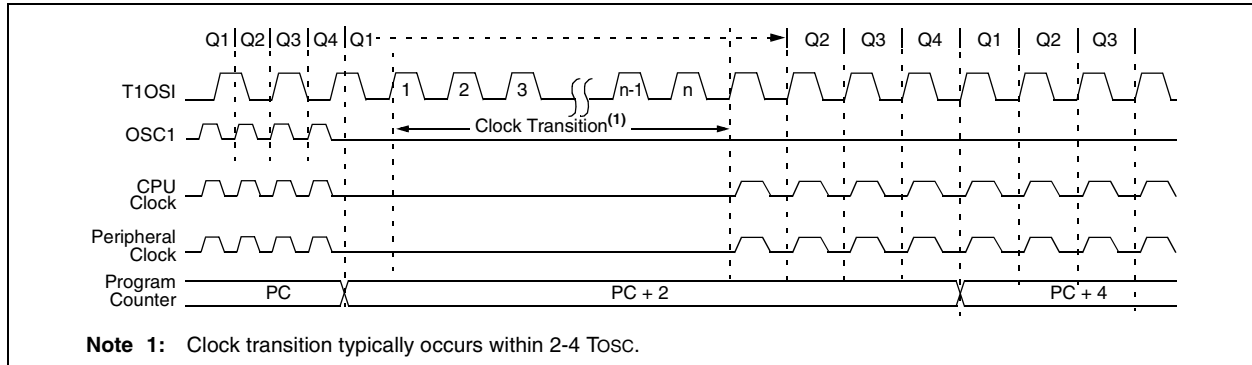 Q1 Q2 Q3 Q4 Q1 Q2 Q3 Q4 Q1 Q2 Q3
T1OSI 1 2 3 n-1 n
OSC1 Clock Transition(1)
CPU
Clock
Peripheral
Clock
Program
Counter PC PC + 2 PC + 4
Note 1: Clock transition typically occurs within 2-4 TOSC.